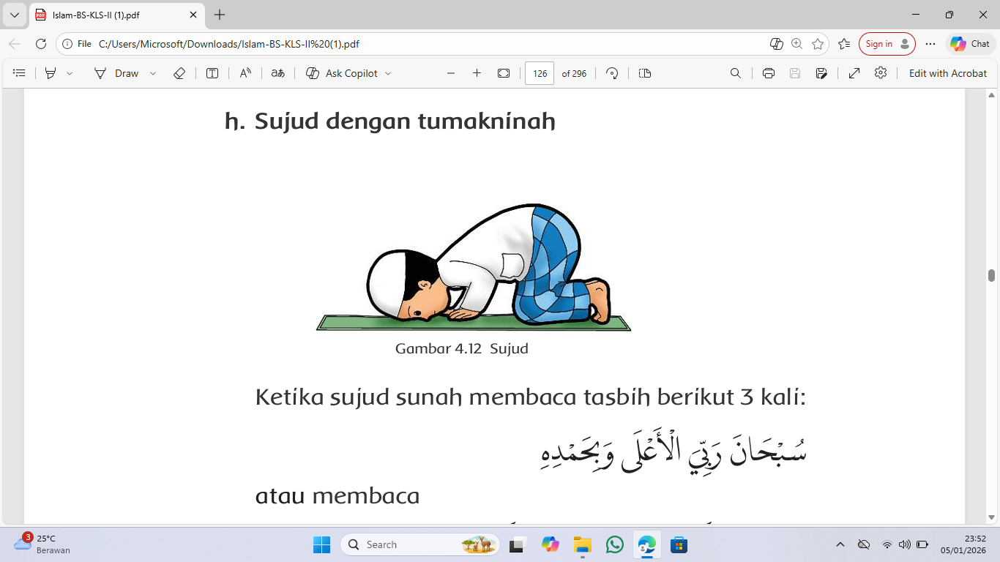 Islam-BS-KLS-II (1).pdf
File C:/Users/Microsoft/Downloads/Islam-BS-KLS-II%20(1).pdf
Sign in
Chat
Draw
Ask Copilot
126 of 296
Edit with Acrobat
h. Sujud dengan tumakninah
Gambar 4.12 Sujud
Ketika sujud sunah membaca tasbih berikut 3 kali:
سُبْحَانَ رَبِّيَ الْأَعْلَى وَبِحَمْدِهِ
atau membaca
3
25°C
Berawan
Search
23:52
05/01/2026